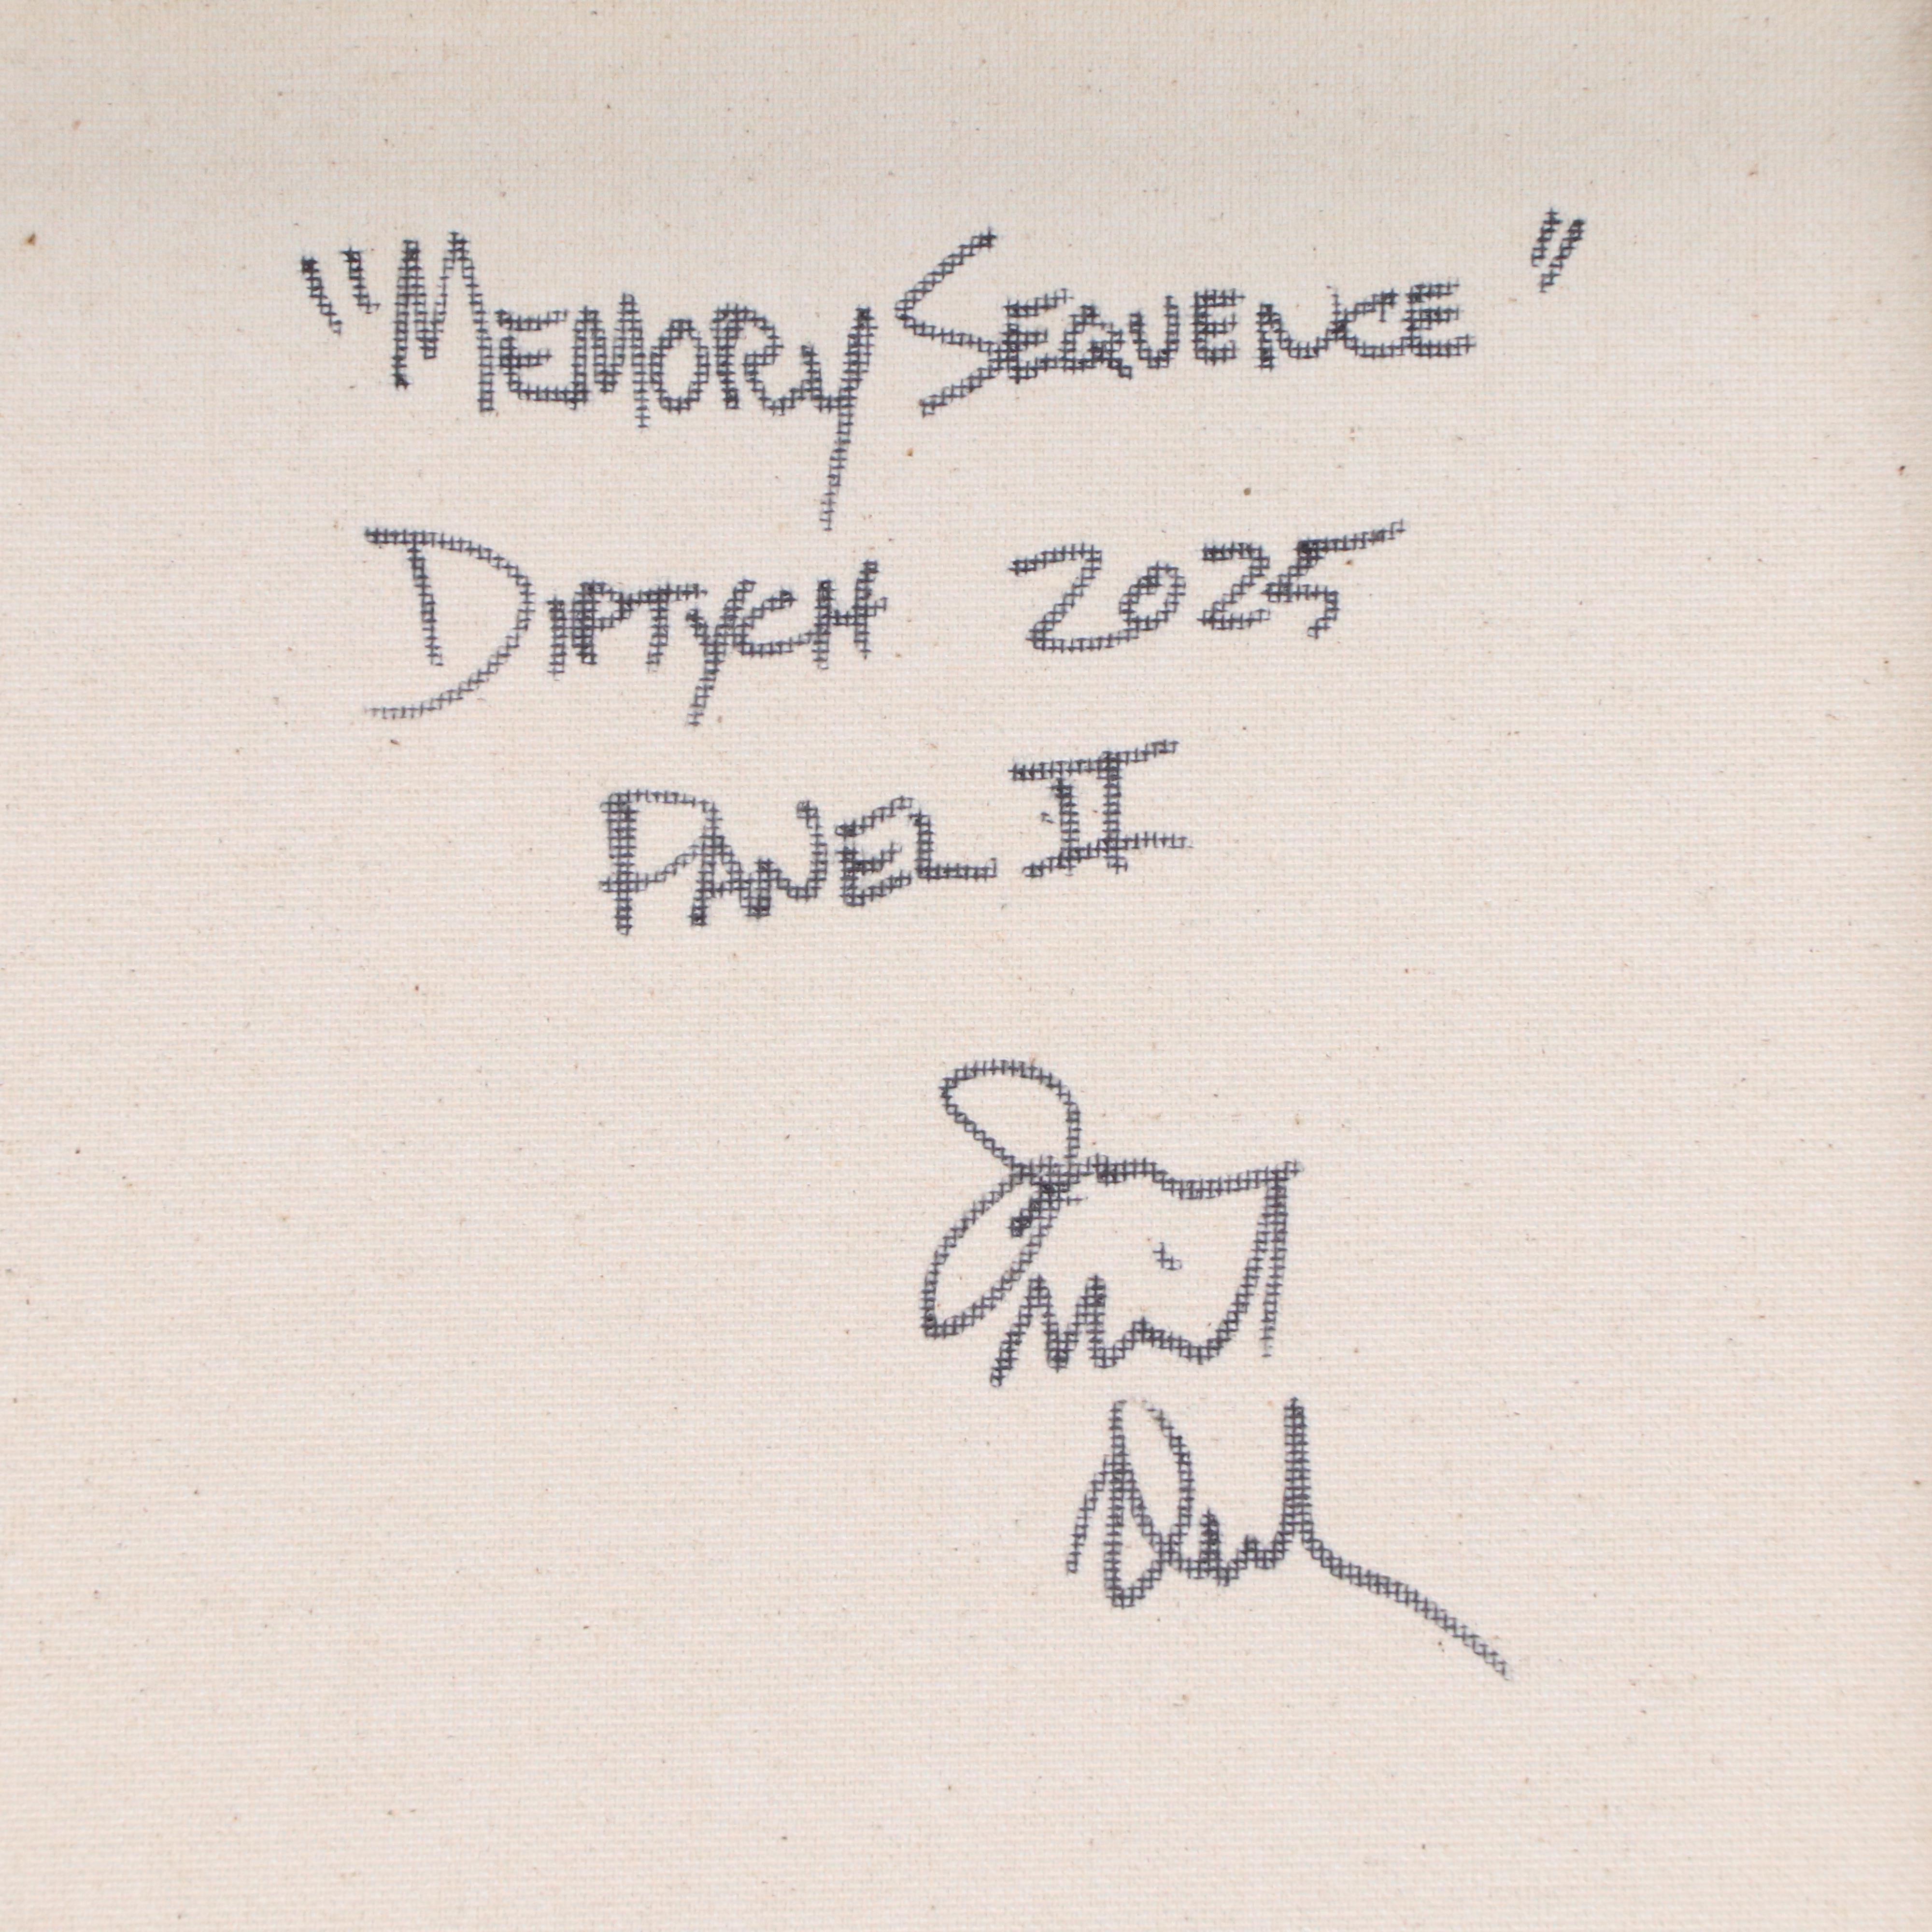 "MEMORY SEQUENCE"
DIPTYCH 2025
PANEL II